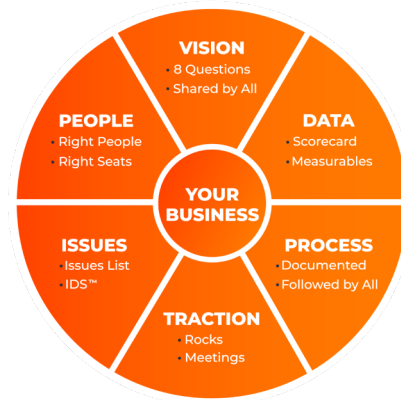 VISION
• 8 Questions
• Shared by All
PEOPLE
• Right People
• Right Seats
DATA
• Scorecard
• Measurables
YOUR
BUSINESS
ISSUES
• Issues List
• IDS™
PROCESS
• Documented
• Followed by All
TRACTION
• Rocks
• Meetings